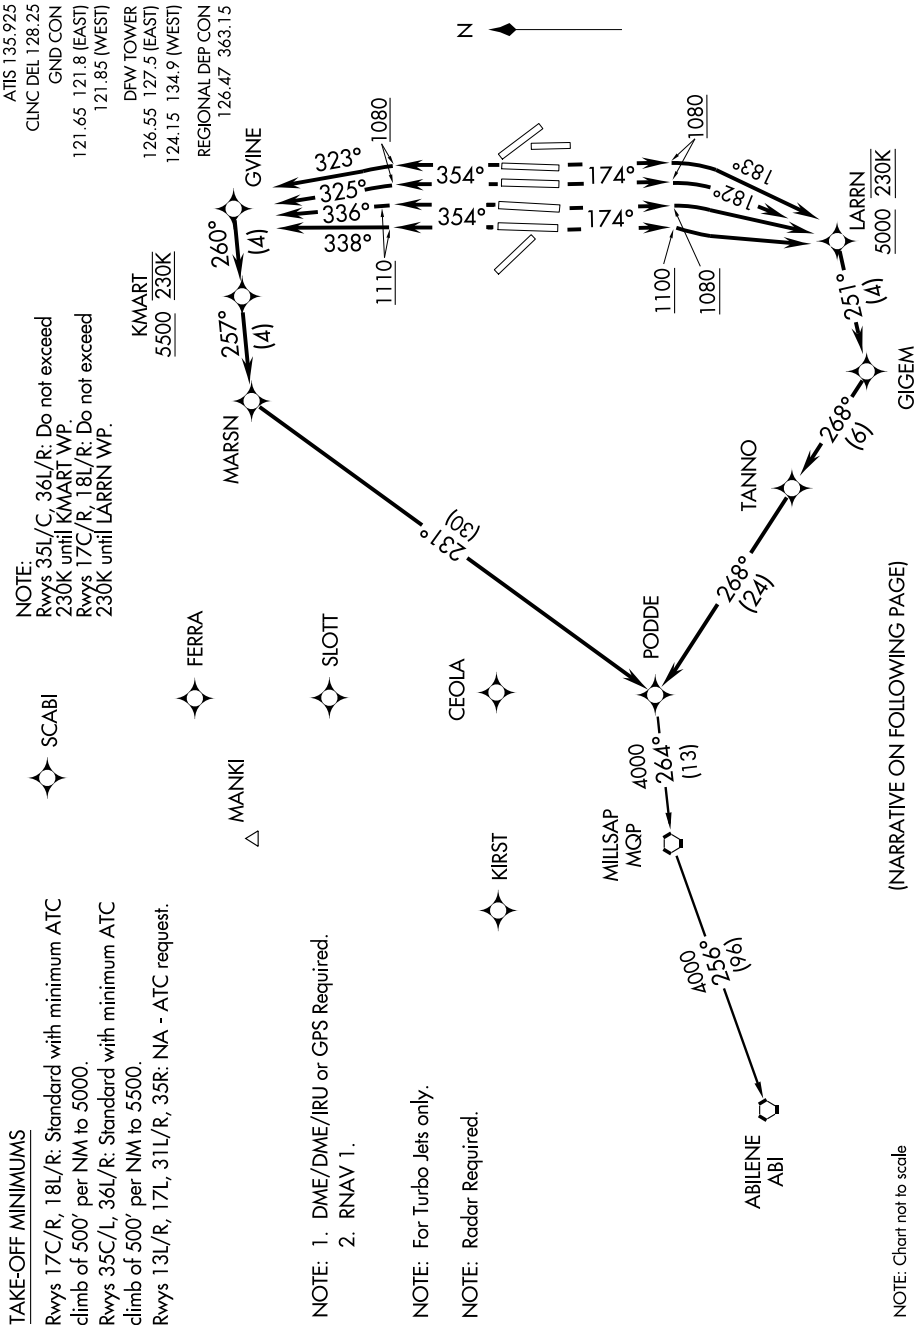 TAKE-OFF MINIMUMS
Rwys 17C/R, 18L/R: Standard with minimum ATC
climb of 500' per NM to 5000.
Rwys 35C/L, 36L/R: Standard with minimum ATC
climb of 500' per NM to 5500.
Rwys 13L/R, 17L, 31L/R, 35R: NA - ATC request.
NOTE: 1. DME/DME/IRU or GPS Required.
2. RNAV 1.
NOTE: For Turbo Jets only.
NOTE: Radar Required.
SCABI
FERRA
MANKI
SLOTT
CEOLA
KIRST
NOTE:
Rwys 35L/C, 36L/R: Do not exceed
230K until KMART WP.
Rwys 17C/R, 18L/R: Do not exceed
230K until LARRN WP.
ATIS 135.925
CLNC DEL 128.25
GND CON
121.65 121.8 (EAST)
121.85 (WEST)
DFW TOWER
126.55 127.5 (EAST)
124.15 134.9 (WEST)
REGIONAL DEP CON
126.47 363.15
KMART
5500 230K
GVINE
260°
(4)
257°
(4)
MARSN
231°
(30)
323°
325°
336°
338°
1080
1110
354°
354°
174°
174°
1080
1100
1080
183°
182°
N
LARRN
5000 230K
251°
(4)
GIGEM
268°
(6)
TANNO
268°
(24)
PODDE
4000
264°
(13)
MILLSAP
MQP
4000
256°
(96)
ABILENE
ABI
(NARRATIVE ON FOLLOWING PAGE)
NOTE: Chart not to scale